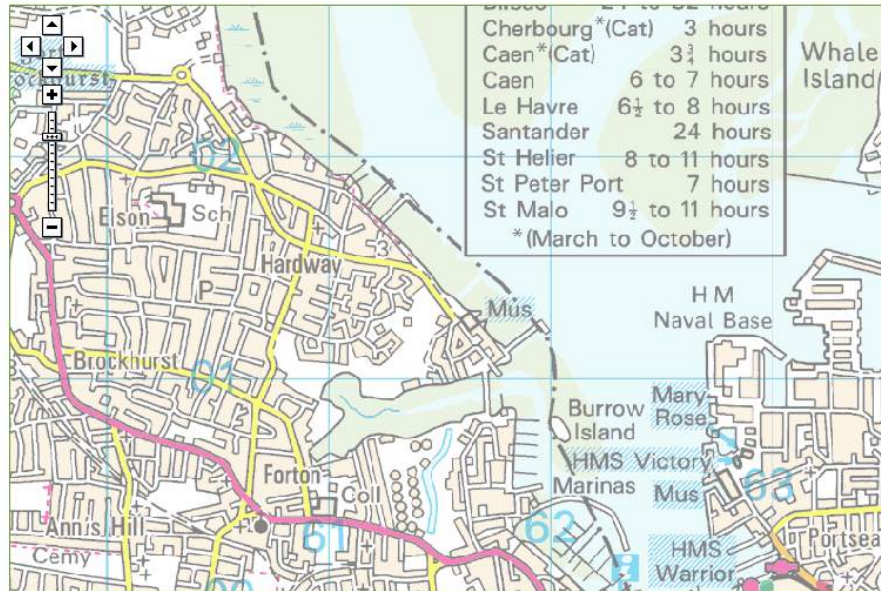 Cherbourg*(Cat) 3 hours
Caen*(Cat) 3¾ hours
Caen 6 to 7 hours
Le Havre 6½ to 8 hours
Santander 24 hours
St Helier 8 to 11 hours
St Peter Port 7 hours
St Malo 9½ to 11 hours
*(March to October)
Whale
Island
02
Elson
Sch
Hardway
3
P
Mus
H M
Naval Base
Brockhurst
01
Burrow
Island
Mary
Rose
HMS Victory
Marinas
Mus
63
Forton
Coll
Ann's Hill
61
62
Cemy
HMS
Warrior
Portsea